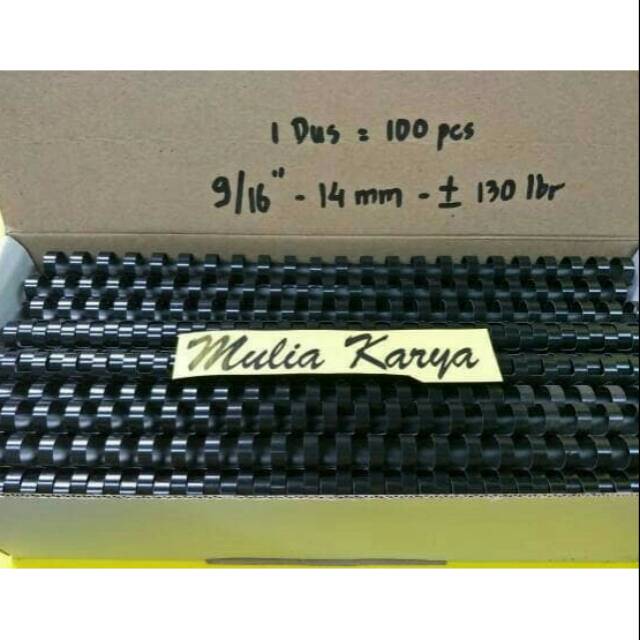 1 Dus = 100 pcs
9/16" - 14 mm - ± 130 lbr
Mulia Karya